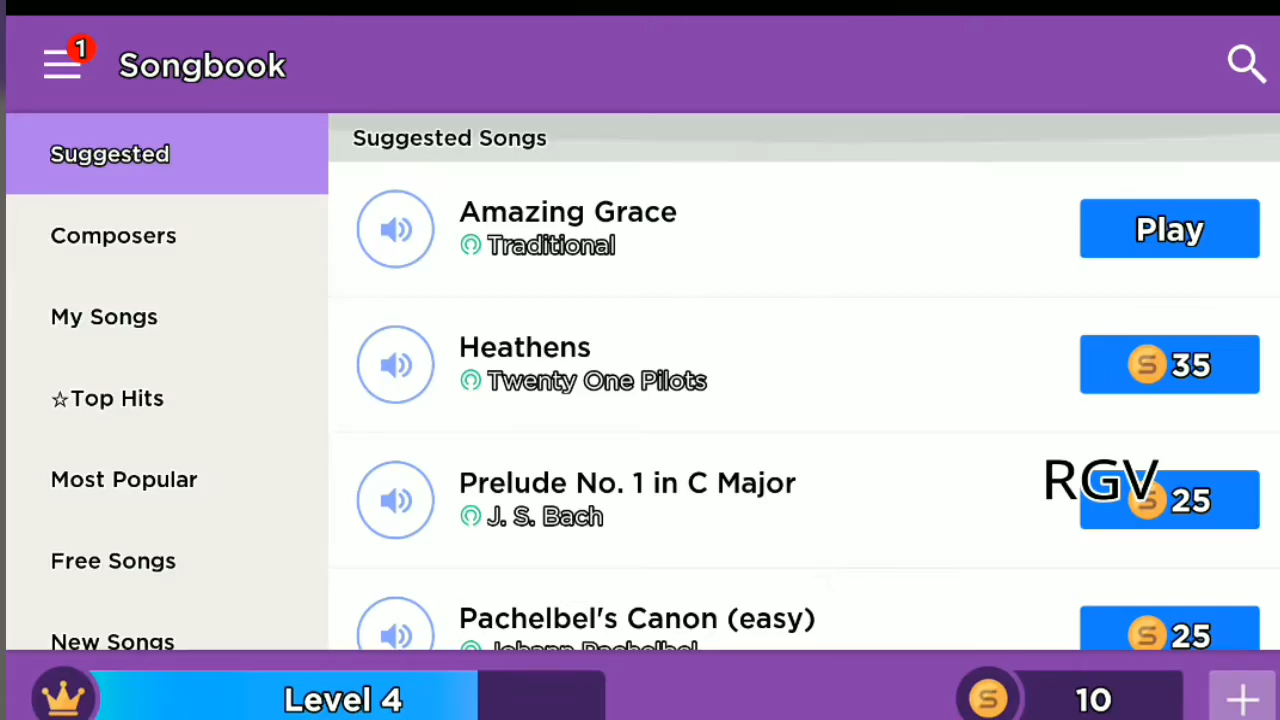 1
Songbook
Suggested
Composers
My Songs
☆Top Hits
Most Popular
Free Songs
New Songs
Suggested Songs
Amazing Grace
Traditional
Play
Heathens
Twenty One Pilots
S 35
Prelude No. 1 in C Major
J. S. Bach
RGV
S 25
Pachelbel's Canon (easy)
Johann Pachelbel
S 25
Level 4
S 10